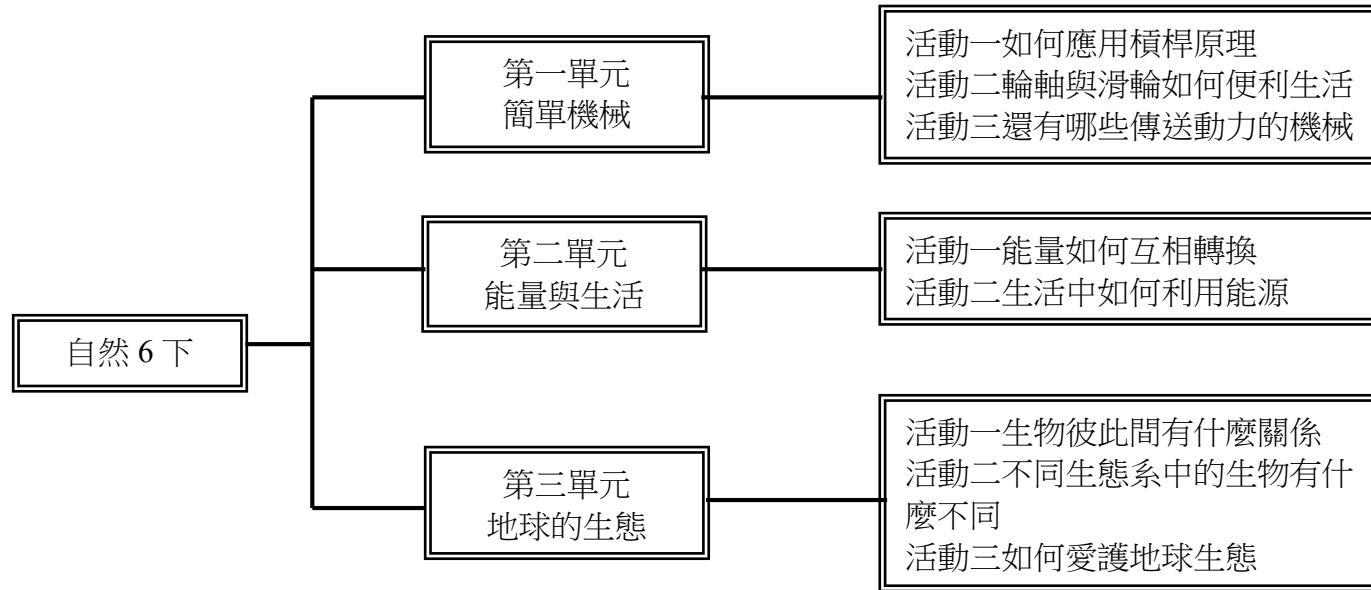 自然 6 下
第一單元
簡單機械
活動一如何應用槓桿原理
活動二輪軸與滑輪如何便利生活
活動三還有哪些傳送動力的機械
第二單元
能量與生活
活動一能量如何互相轉換
活動二生活中如何利用能源
第三單元
地球的生態
活動一生物彼此間有什麼關係
活動二不同生態系中的生物有什
麼不同
活動三如何愛護地球生態